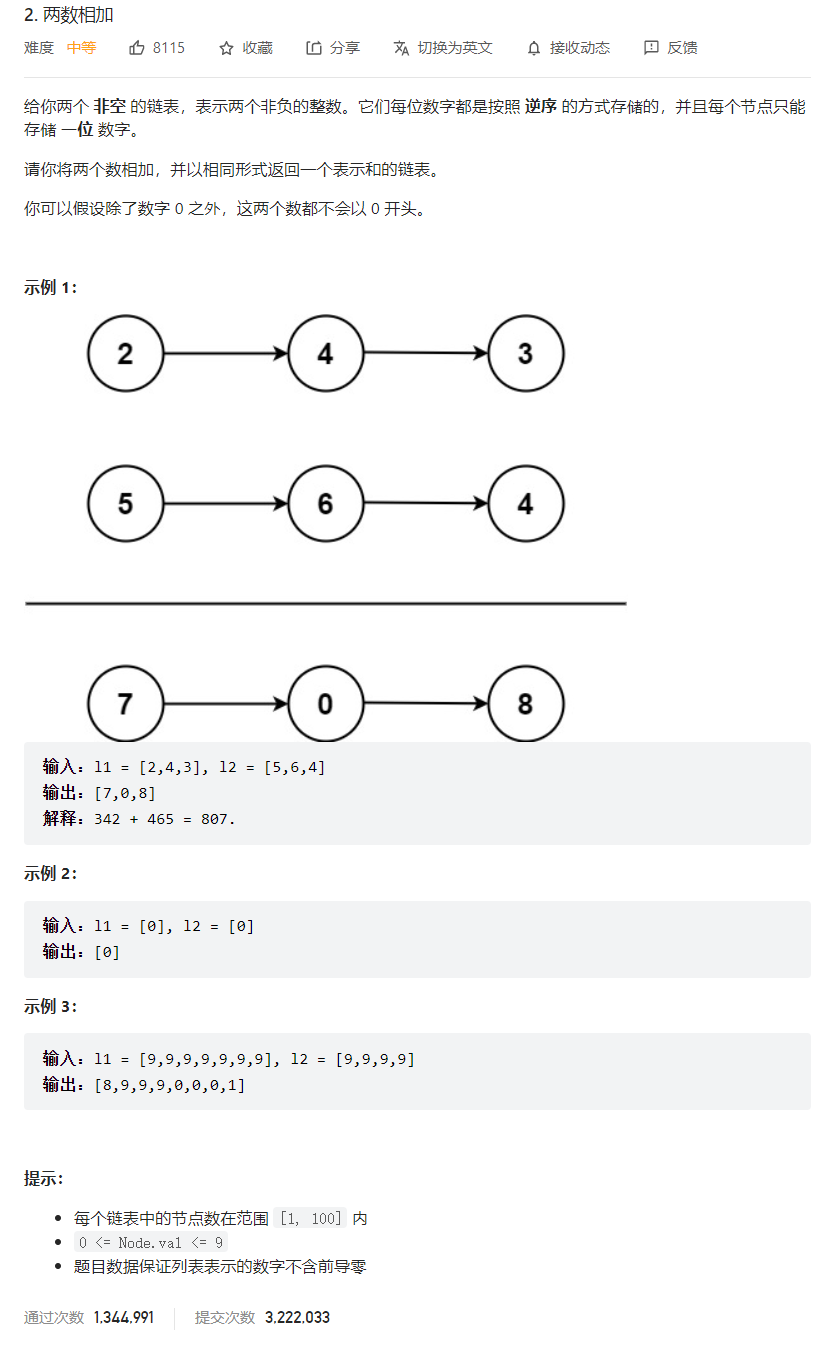 2. 两数相加
难度 中等 8115 收藏 分享 切换为英文 接收动态 反馈
给你两个 非空 的链表，表示两个非负的整数。它们每位数字都是按照 逆序 的方式存储的，并且每个节点只能
存储 一位 数字。
请你将两个数相加，并以相同形式返回一个表示和的链表。
你可以假设除了数字 0 之外，这两个数都不会以 0 开头。
示例 1：
2 4 3
5 6 4
7 0 8
输入：l1 = [2,4,3], l2 = [5,6,4]
输出：[7,0,8]
解释：342 + 465 = 807.
示例 2：
输入：l1 = [0], l2 = [0]
输出：[0]
示例 3：
输入：l1 = [9,9,9,9,9,9,9], l2 = [9,9,9,9]
输出：[8,9,9,9,0,0,0,1]
提示：
• 每个链表中的节点数在范围 [1, 100] 内
• 0 <= Node.val <= 9
• 题目数据保证列表表示的数字不含前导零
通过次数 1,344,991 提交次数 3,222,033